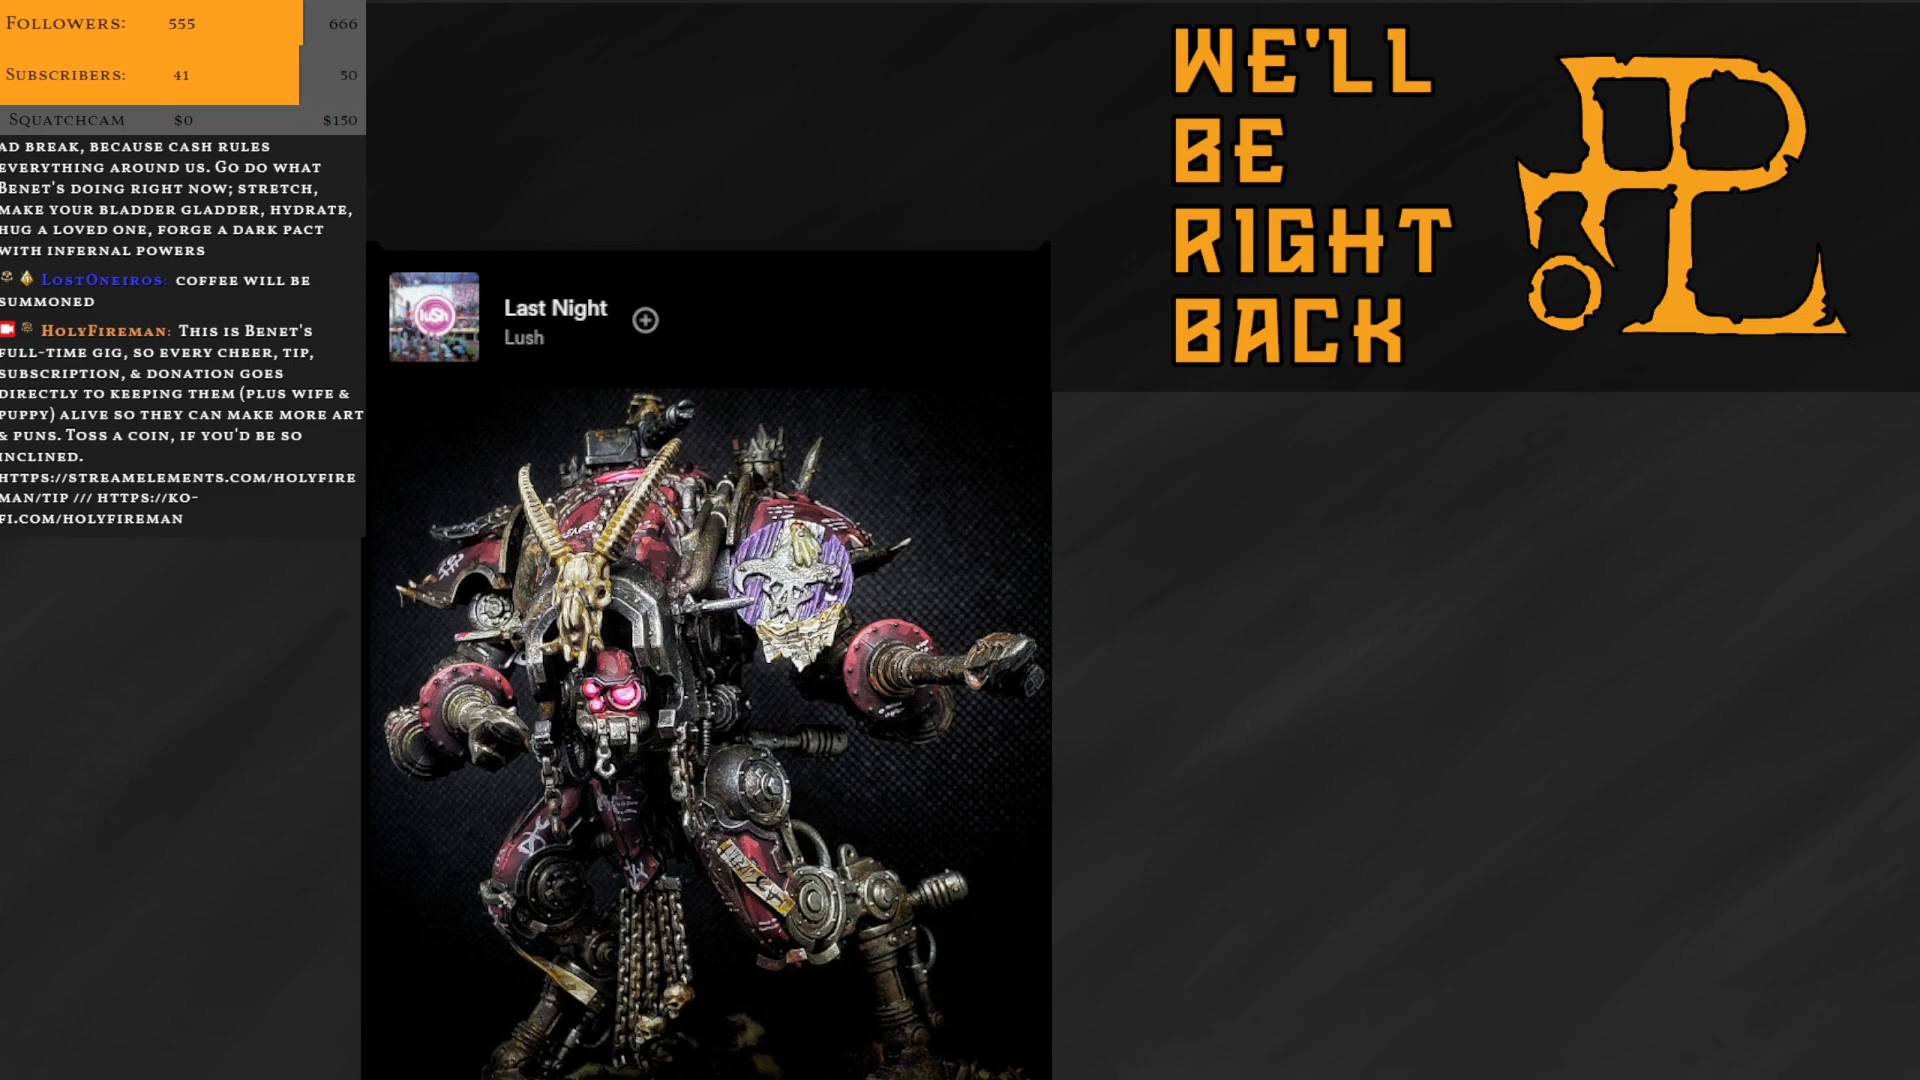 Followers: 555 666
Subscribers: 41 50
Squatchcam $0 $150
ad break, because cash rules
everything around us. Go do what
Benet's doing right now; stretch,
make your bladder gladder, hydrate,
hug a loved one, forge a dark pact
with infernal powers
LostOneiros: coffee will be
summoned
HolyFireman: This is Benet's
full-time gig, so every cheer, tip,
subscription, & donation goes
directly to keeping them (plus wife &
puppy) alive so they can make more art
& puns. Toss a coin, if you'd be so
inclined.
https://streamelements.com/holyfire
man/tip /// https://ko-
fi.com/holyfireman
lush
Last Night
Lush
WE'LL
BE
RIGHT
BACK